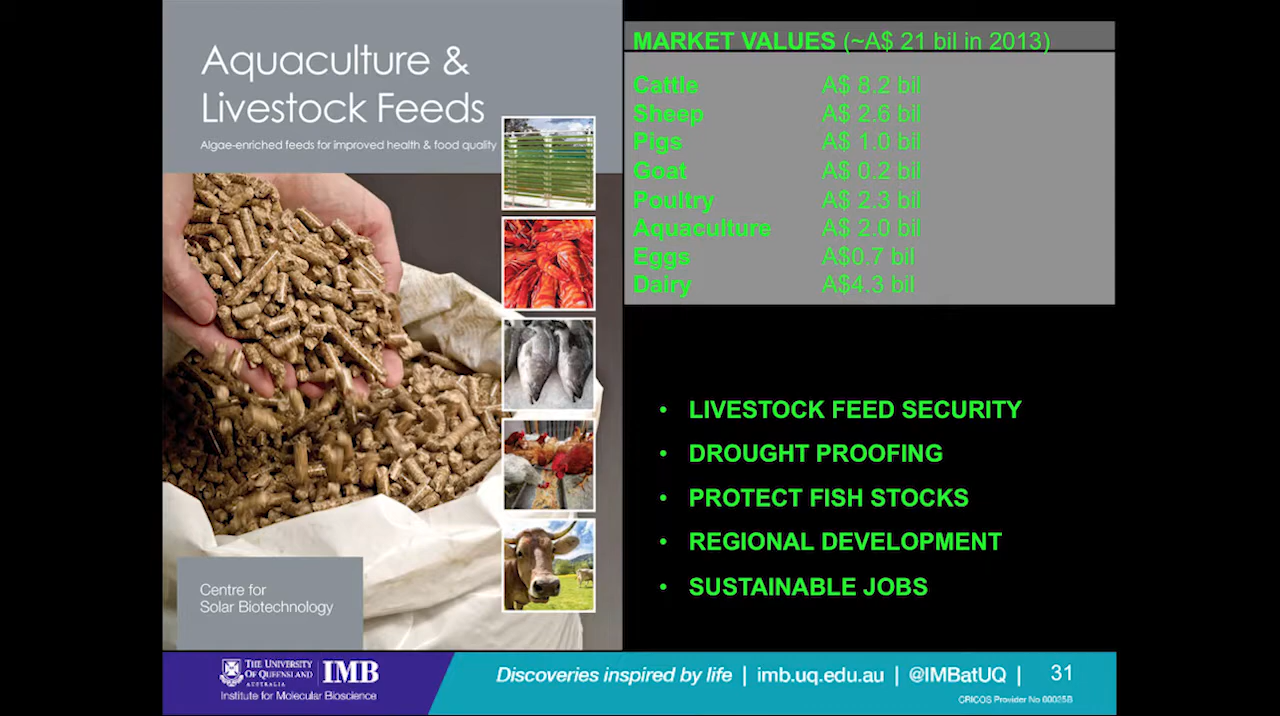 Aquaculture &
Livestock Feeds
Algae-enriched feeds for improved health & food quality
Centre for
Solar Biotechnology
MARKET VALUES (~A$ 21 bil in 2013)
Cattle A$ 8.2 bil
Sheep A$ 2.6 bil
Pigs A$ 1.0 bil
Goat A$ 0.2 bil
Poultry A$ 2.3 bil
Aquaculture A$ 2.0 bil
Eggs A$0.7 bil
Dairy A$4.3 bil
• LIVESTOCK FEED SECURITY
• DROUGHT PROOFING
• PROTECT FISH STOCKS
• REGIONAL DEVELOPMENT
• SUSTAINABLE JOBS
THE UNIVERSITY
OF QUEENSLAND
AUSTRALIA
IMB
Institute for Molecular Bioscience
Discoveries inspired by life | imb.uq.edu.au | @IMBatUQ | 31
CRICOS Provider No 00025B